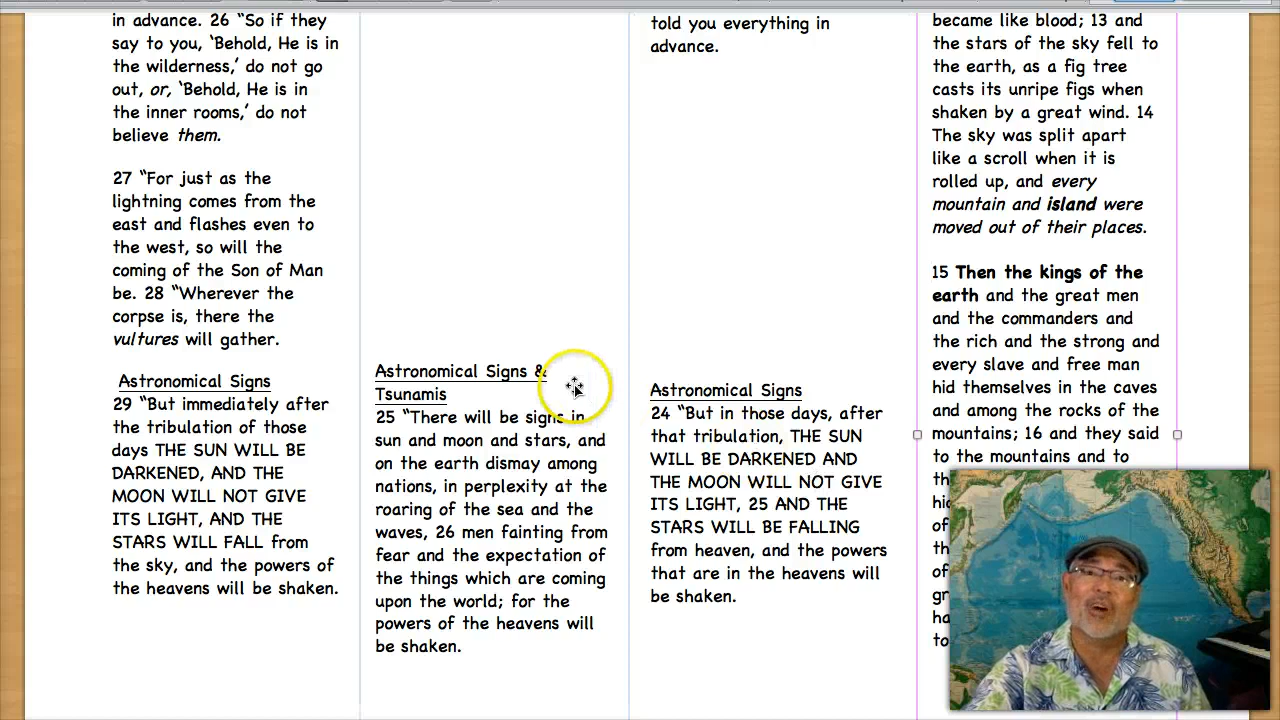 in advance. 26 “So if they
say to you, ‘Behold, He is in
the wilderness,’ do not go
out, or, ‘Behold, He is in
the inner rooms,’ do not
believe them.
27 “For just as the
lightning comes from the
east and flashes even to
the west, so will the
coming of the Son of Man
be. 28 “Wherever the
corpse is, there the
vultures will gather.
Astronomical Signs
29 “But immediately after
the tribulation of those
days THE SUN WILL BE
DARKENED, AND THE
MOON WILL NOT GIVE
ITS LIGHT, AND THE
STARS WILL FALL from
the sky, and the powers of
the heavens will be shaken.
Astronomical Signs &
Tsunamis
25 “There will be signs in
sun and moon and stars, and
on the earth dismay among
nations, in perplexity at the
roaring of the sea and the
waves, 26 men fainting from
fear and the expectation of
the things which are coming
upon the world; for the
powers of the heavens will
be shaken.
told you everything in
advance.
Astronomical Signs
24 “But in those days, after
that tribulation, THE SUN
WILL BE DARKENED AND
THE MOON WILL NOT GIVE
ITS LIGHT, 25 AND THE
STARS WILL BE FALLING
from heaven, and the powers
that are in the heavens will
be shaken.
became like blood; 13 and
the stars of the sky fell to
the earth, as a fig tree
casts its unripe figs when
shaken by a great wind. 14
The sky was split apart
like a scroll when it is
rolled up, and every
mountain and island were
moved out of their places.
15 Then the kings of the
earth and the great men
and the commanders and
the rich and the strong and
every slave and free man
hid themselves in the caves
and among the rocks of the
mountains; 16 and they said
to the mountains and to
of
of
to